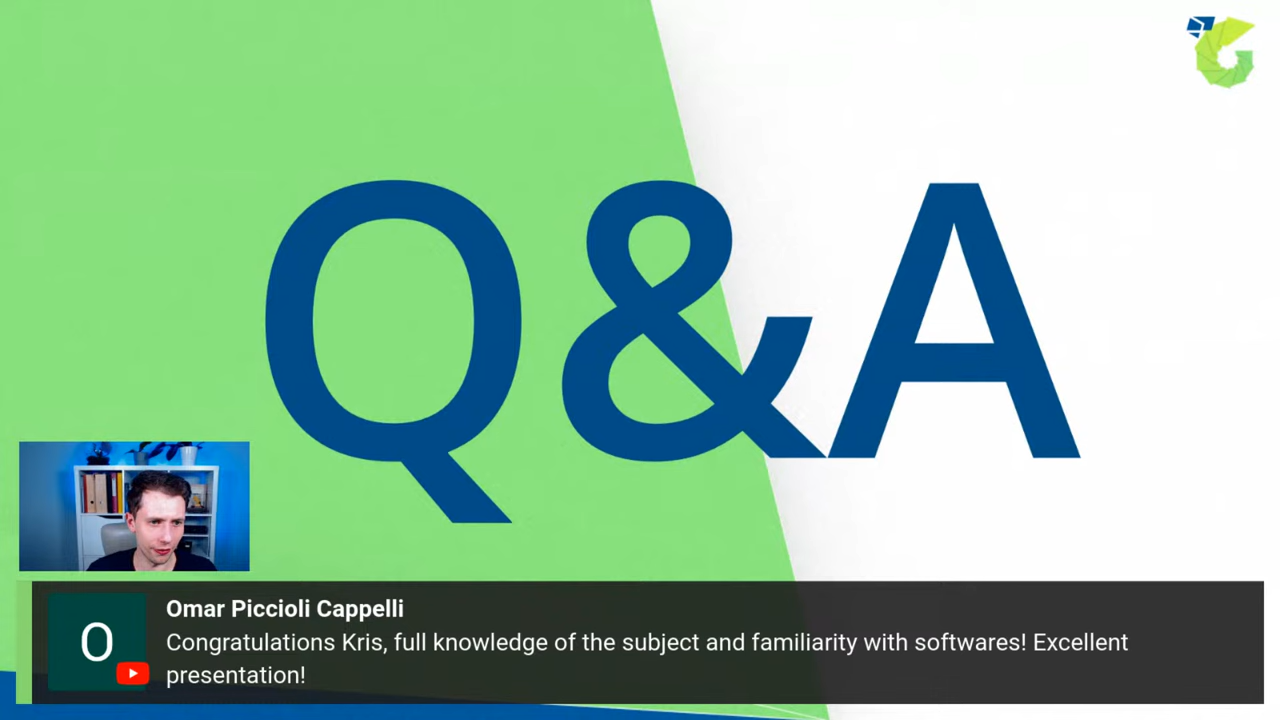 Q&A
O
Omar Piccioli Cappelli
Congratulations Kris, full knowledge of the subject and familiarity with softwares! Excellent
presentation!